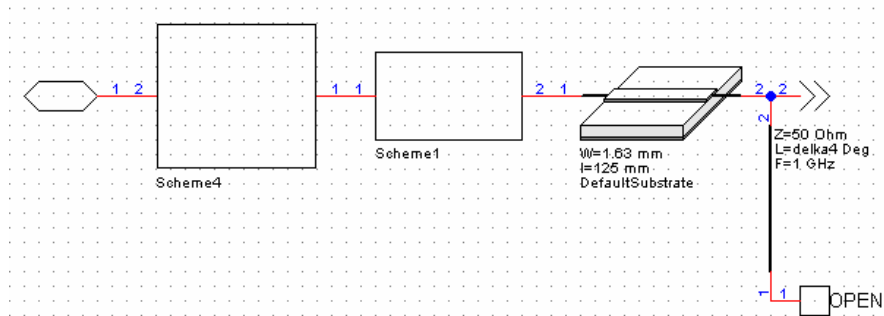 1 2 1 1 2 1 2 2
2
Z=50 Ohm
L=delka4 Deg
F=1 GHz
Scheme1
W=1.63 mm
l=125 mm
DefaultSubstrate
Scheme4
1 1
OPEN